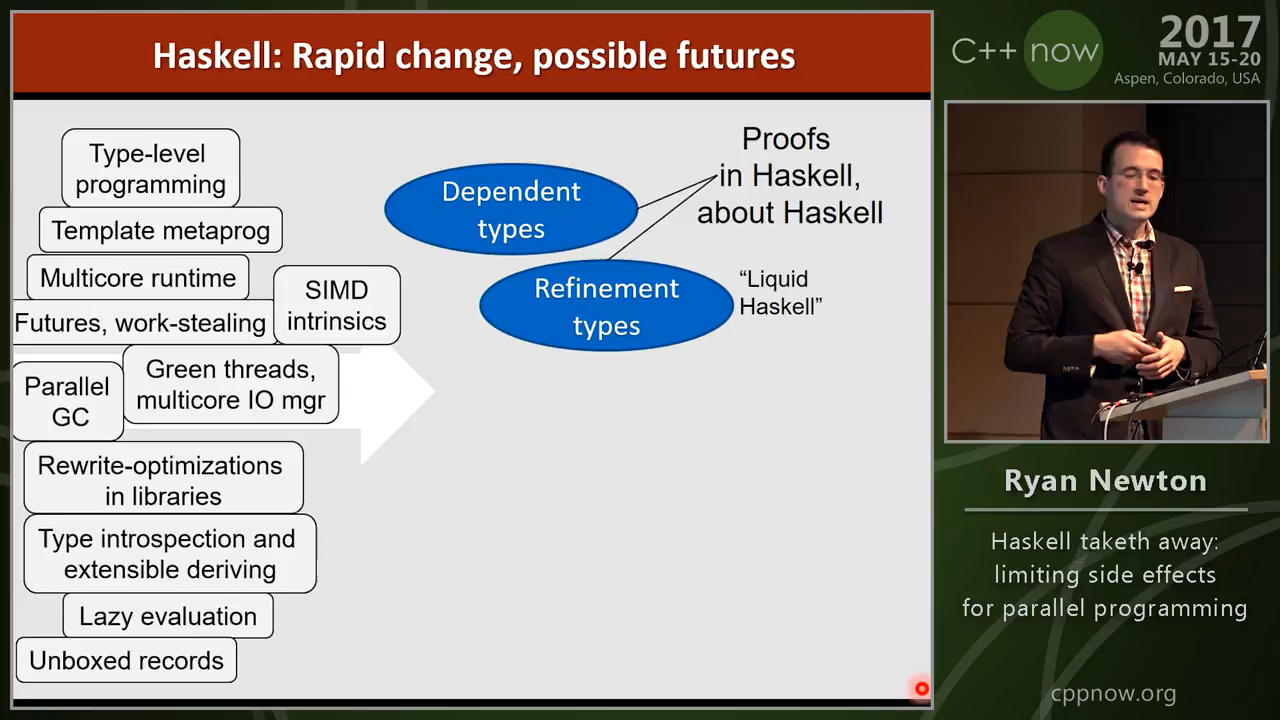 Haskell: Rapid change, possible futures
Type-level
programming
Template metaprog
Multicore runtime
Futures, work-stealing
SIMD
intrinsics
Parallel
GC
Green threads,
multicore IO mgr
Rewrite-optimizations
in libraries
Type introspection and
extensible deriving
Lazy evaluation
Unboxed records
Dependent
types
Refinement
types
Proofs
in Haskell,
about Haskell
“Liquid
Haskell”
C++ now
2017
MAY 15-20
Aspen, Colorado, USA
Ryan Newton
Haskell taketh away:
limiting side effects
for parallel programming
cppnow.org